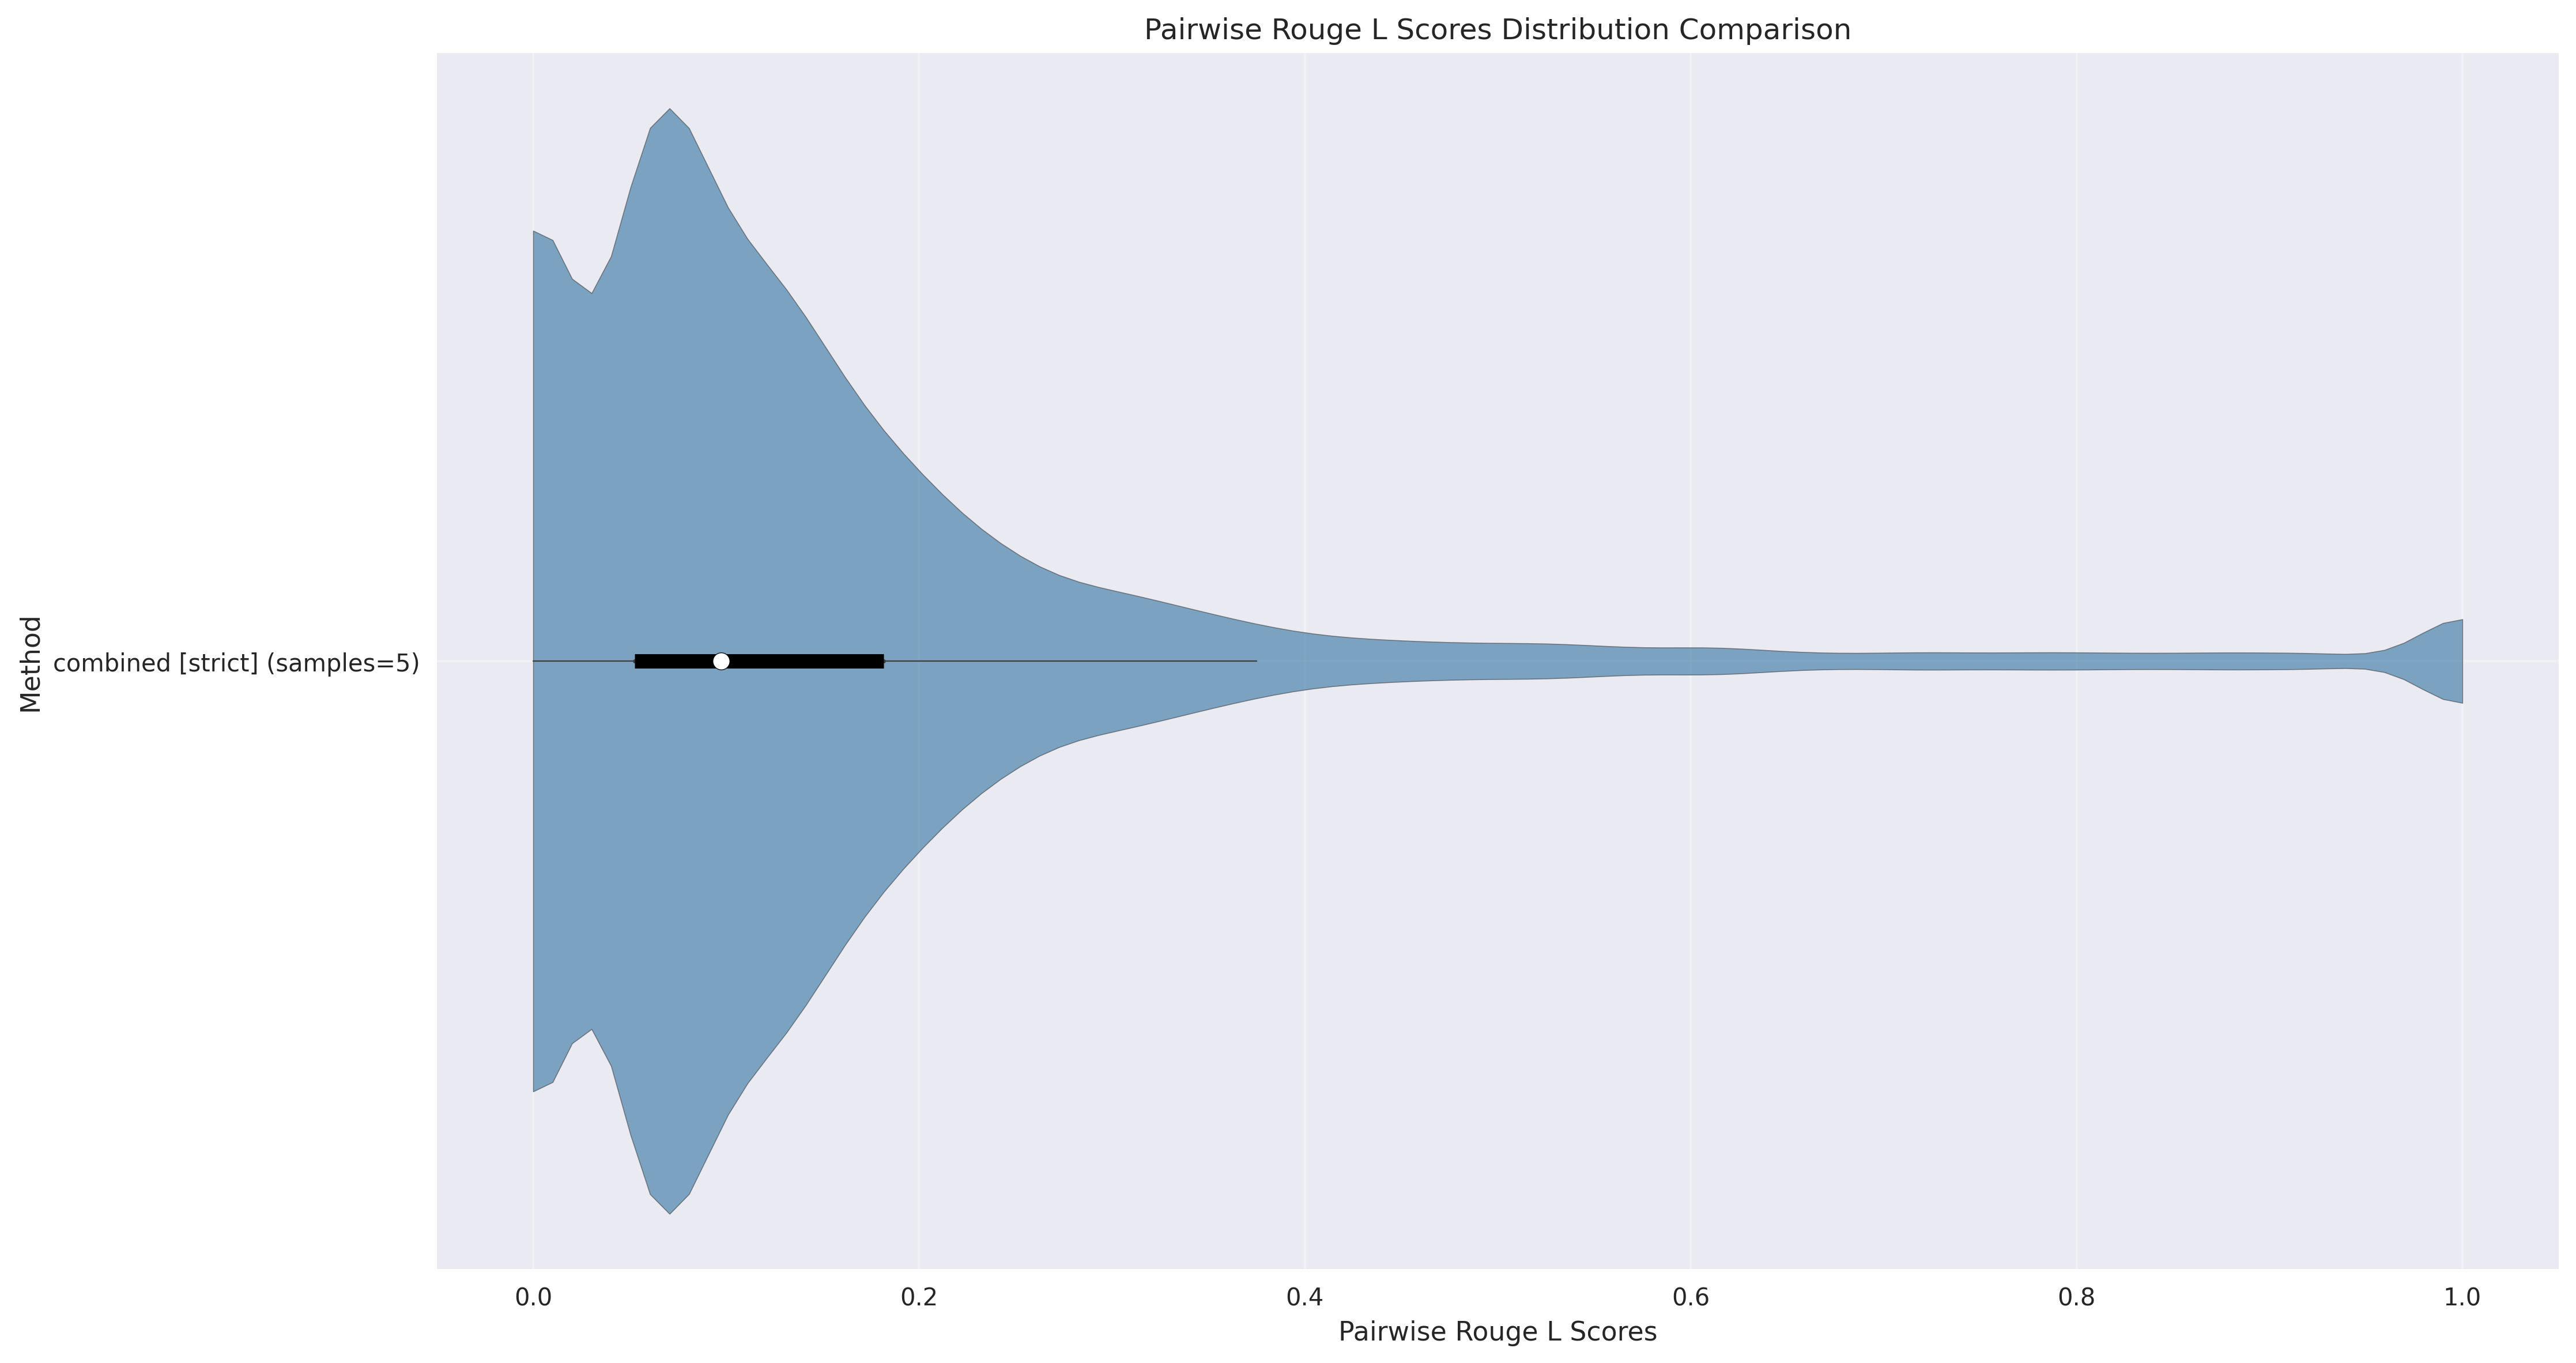 Pairwise Rouge L Scores Distribution Comparison
Method
combined [strict] (samples=5)
0.0 0.2 0.4 0.6 0.8 1.0
Pairwise Rouge L Scores